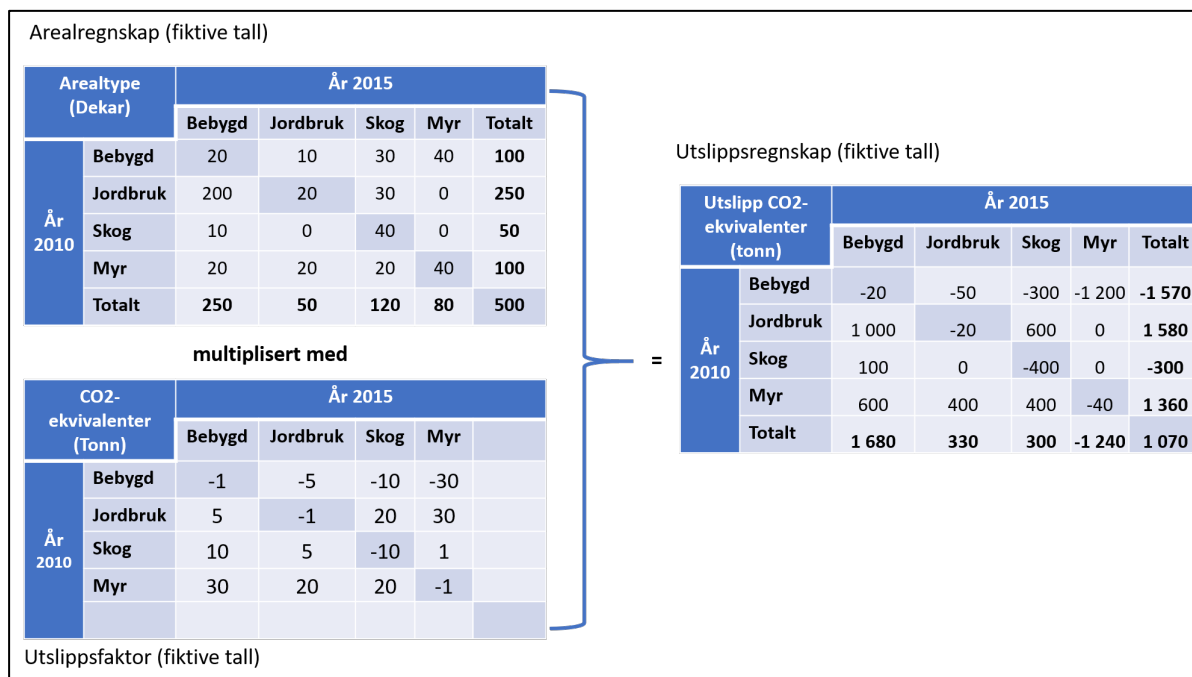 Arealregnskap (fiktive tall)
Arealtype (Dekar) År 2015
Bebygd Jordbruk Skog Myr Totalt
År 2010
Bebygd 20 10 30 40 100
Jordbruk 200 20 30 0 250
Skog 10 0 40 0 50
Myr 20 20 20 40 100
Totalt 250 50 120 80 500
multiplisert med
CO2-ekvivalenter (Tonn) År 2015
Bebygd Jordbruk Skog Myr
År 2010
Bebygd -1 -5 -10 -30
Jordbruk 5 -1 20 30
Skog 10 5 -10 1
Myr 30 20 20 -1
Utslippsfaktor (fiktive tall)
=
Utslippsregnskap (fiktive tall)
Utslipp CO2-ekvivalenter (tonn) År 2015
Bebygd Jordbruk Skog Myr Totalt
År 2010
Bebygd -20 -50 -300 -1 200 -1 570
Jordbruk 1 000 -20 600 0 1 580
Skog 100 0 -400 0 -300
Myr 600 400 400 -40 1 360
Totalt 1 680 330 300 -1 240 1 070